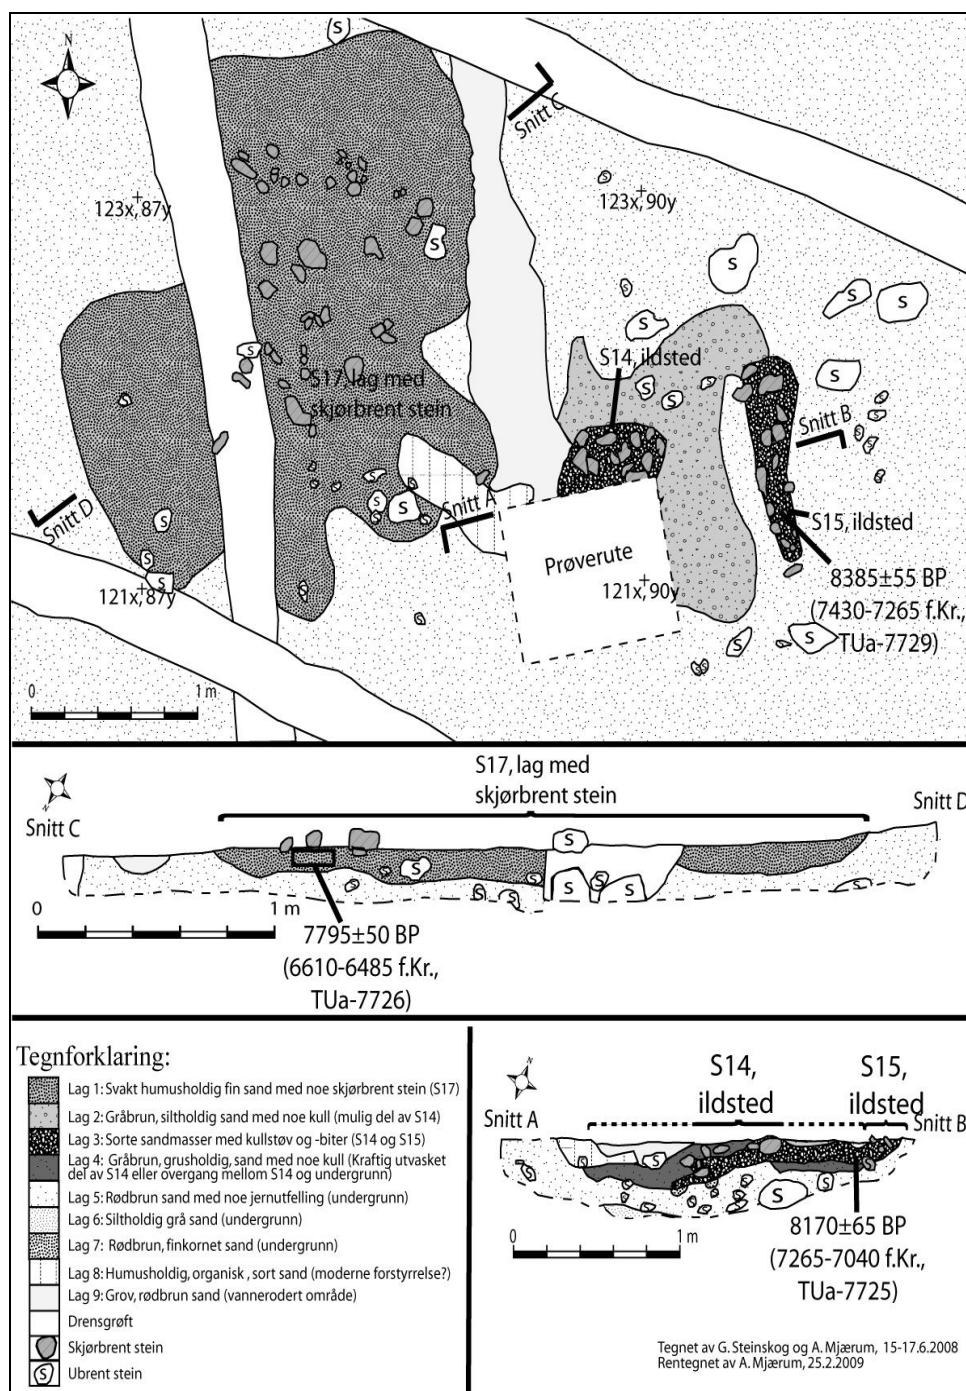 N
Snitt C
123x, 87y
123x, 90y
S
S
S
S
S
S14, ildsted
S17, lag med
skjørbrent stein
Snitt B
Snitt A
Snitt D
S15, ildsted
Prøverute
121x, 87y
121x, 90y
8385±55 BP
(7430-7265 f.Kr.,
TUa-7729)
0 1 m
S17, lag med
skjørbrent stein
N
Snitt C
Snitt D
0 1 m
7795±50 BP
(6610-6485 f.Kr.,
TUa-7726)
Tegnforklaring:
Lag 1: Svakt humusholdig fin sand med noe skjørbrent stein (S17)
Lag 2: Gråbrun, siltholdig sand med noe kull (mulig del av S14)
Lag 3: Sorte sandmasser med kullstøv og -biter (S14 og S15)
Lag 4: Gråbrun, grusholdig, sand med noe kull (Kraftig utvasket
del av S14 eller overgang mellom S14 og undergrunn)
Lag 5: Rødbrun sand med noe jernutfelling (undergrunn)
Lag 6: Siltholdig grå sand (undergrunn)
Lag 7: Rødbrun, finkornet sand (undergrunn)
Lag 8: Humusholdig, organisk, sort sand (moderne forstyrrelse?)
Lag 9: Grov, rødbrun sand (vannerodert område)
Drensgrøft
Skjørbrent stein
S Ubrent stein
N
S14,
ildsted
S15,
ildsted
Snitt A
Snitt B
S
0 1 m
8170±65 BP
(7265-7040 f.Kr.,
TUa-7725)
Tegnet av G. Steinskog og A. Mjærum, 15-17.6.2008
Rentegnet av A. Mjærum, 25.2.2009